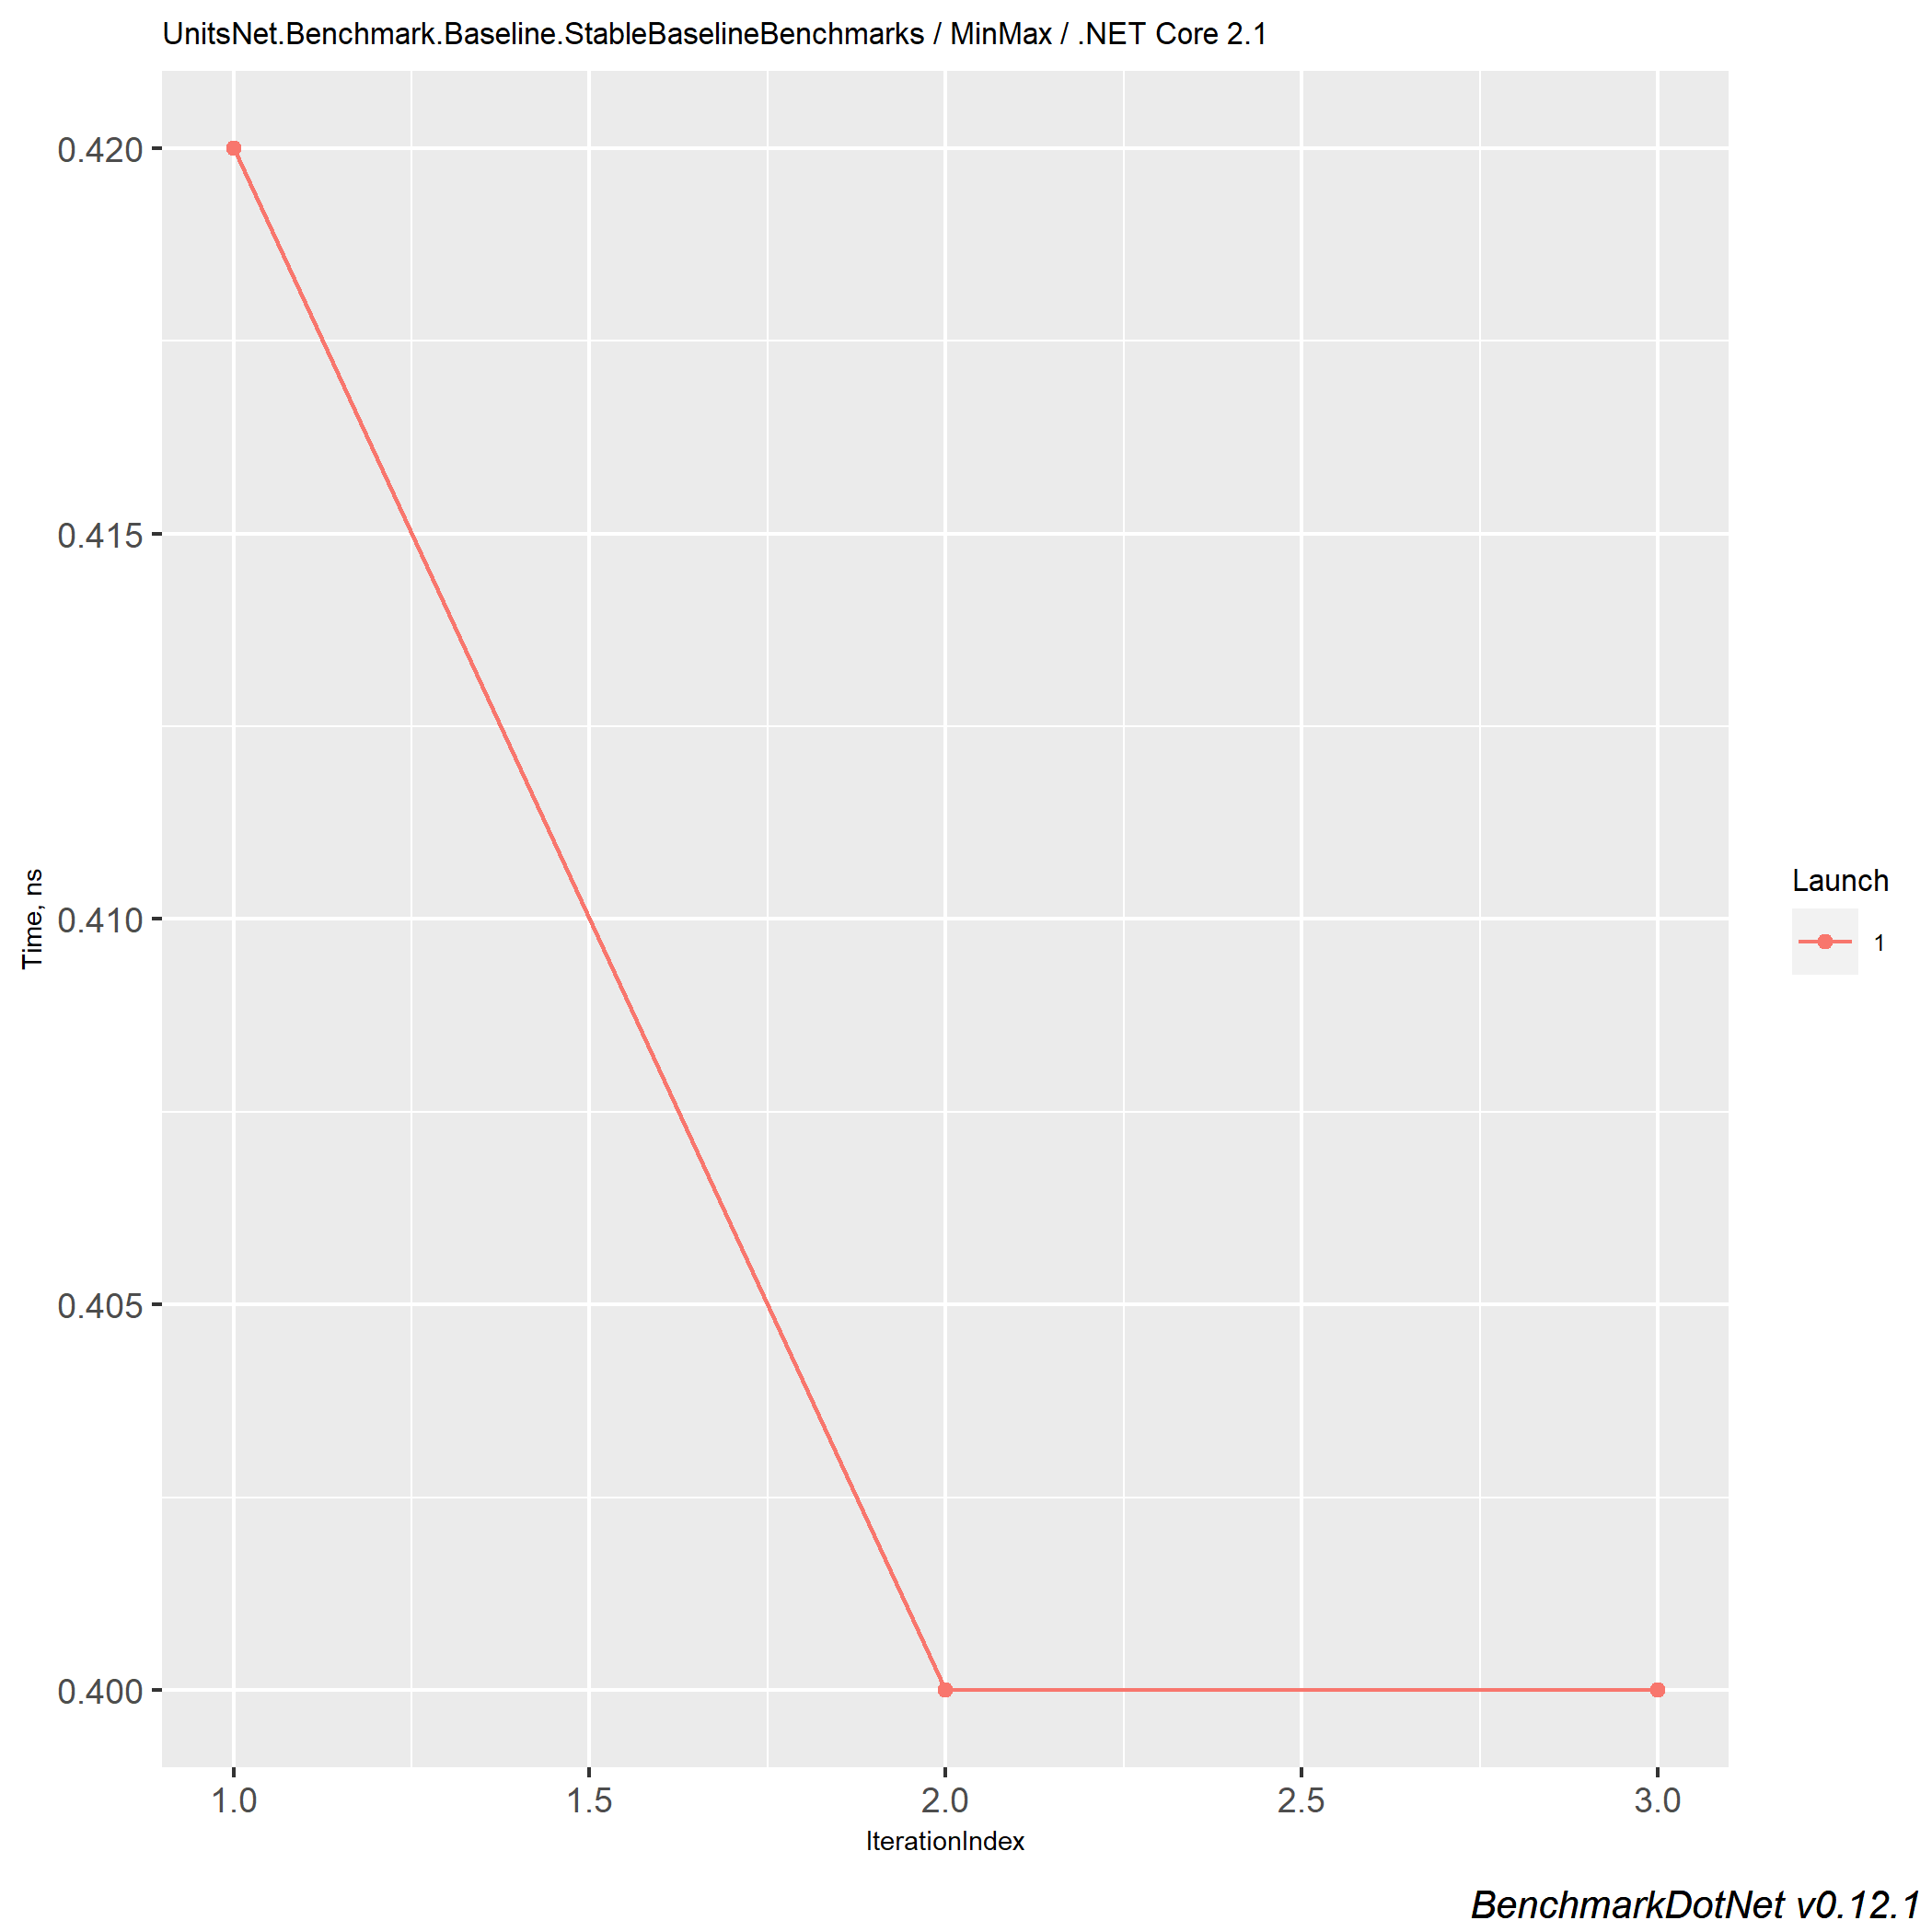 UnitsNet.Benchmark.Baseline.StableBaselineBenchmarks / MinMax / .NET Core 2.1
0.420
0.415
0.410
0.405
0.400
Time, ns
1.0 1.5 2.0 2.5 3.0
IterationIndex
Launch
1
BenchmarkDotNet v0.12.1